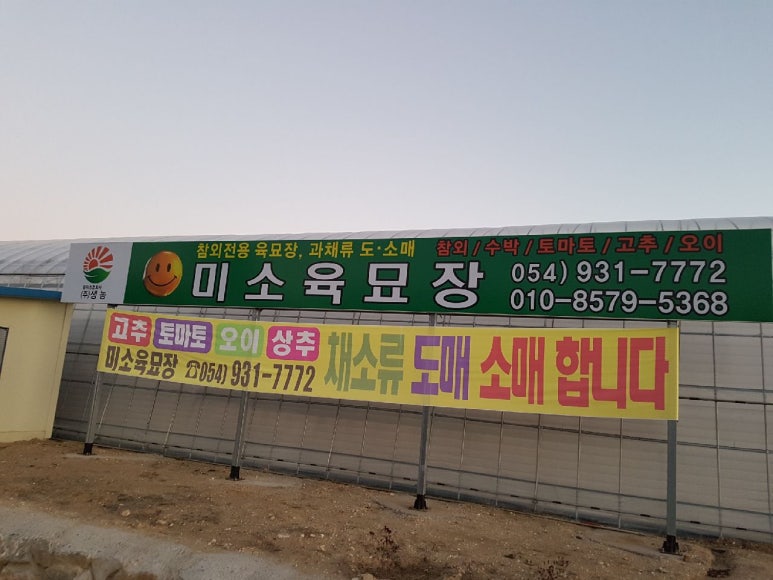 참외전용 육묘장, 과채류 도·소매
참외/수박/토마토/고추/오이
미소육묘장
054) 931-7772
010-8579-5368
(주)생농
고추 토마토 오이 상추
미소육묘장 ☎054) 931-7772
채소류 도매 소매 합니다